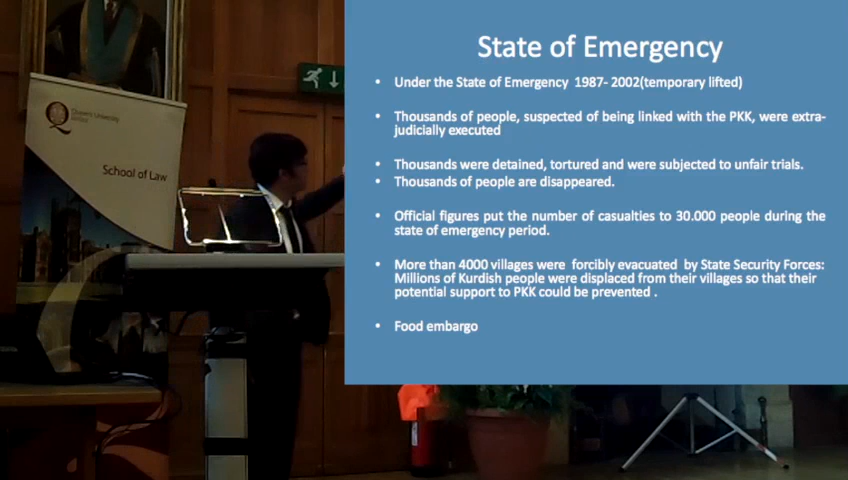 State of Emergency
• Under the State of Emergency 1987- 2002(temporary lifted)
• Thousands of people, suspected of being linked with the PKK, were extra-
judicially executed
• Thousands were detained, tortured and were subjected to unfair trials.
• Thousands of people are disappeared.
• Official figures put the number of casualties to 30.000 people during the
state of emergency period.
• More than 4000 villages were forcibly evacuated by State Security Forces:
Millions of Kurdish people were displaced from their villages so that their
potential support to PKK could be prevented .
• Food embargo
Queen's University
Belfast
School of Law